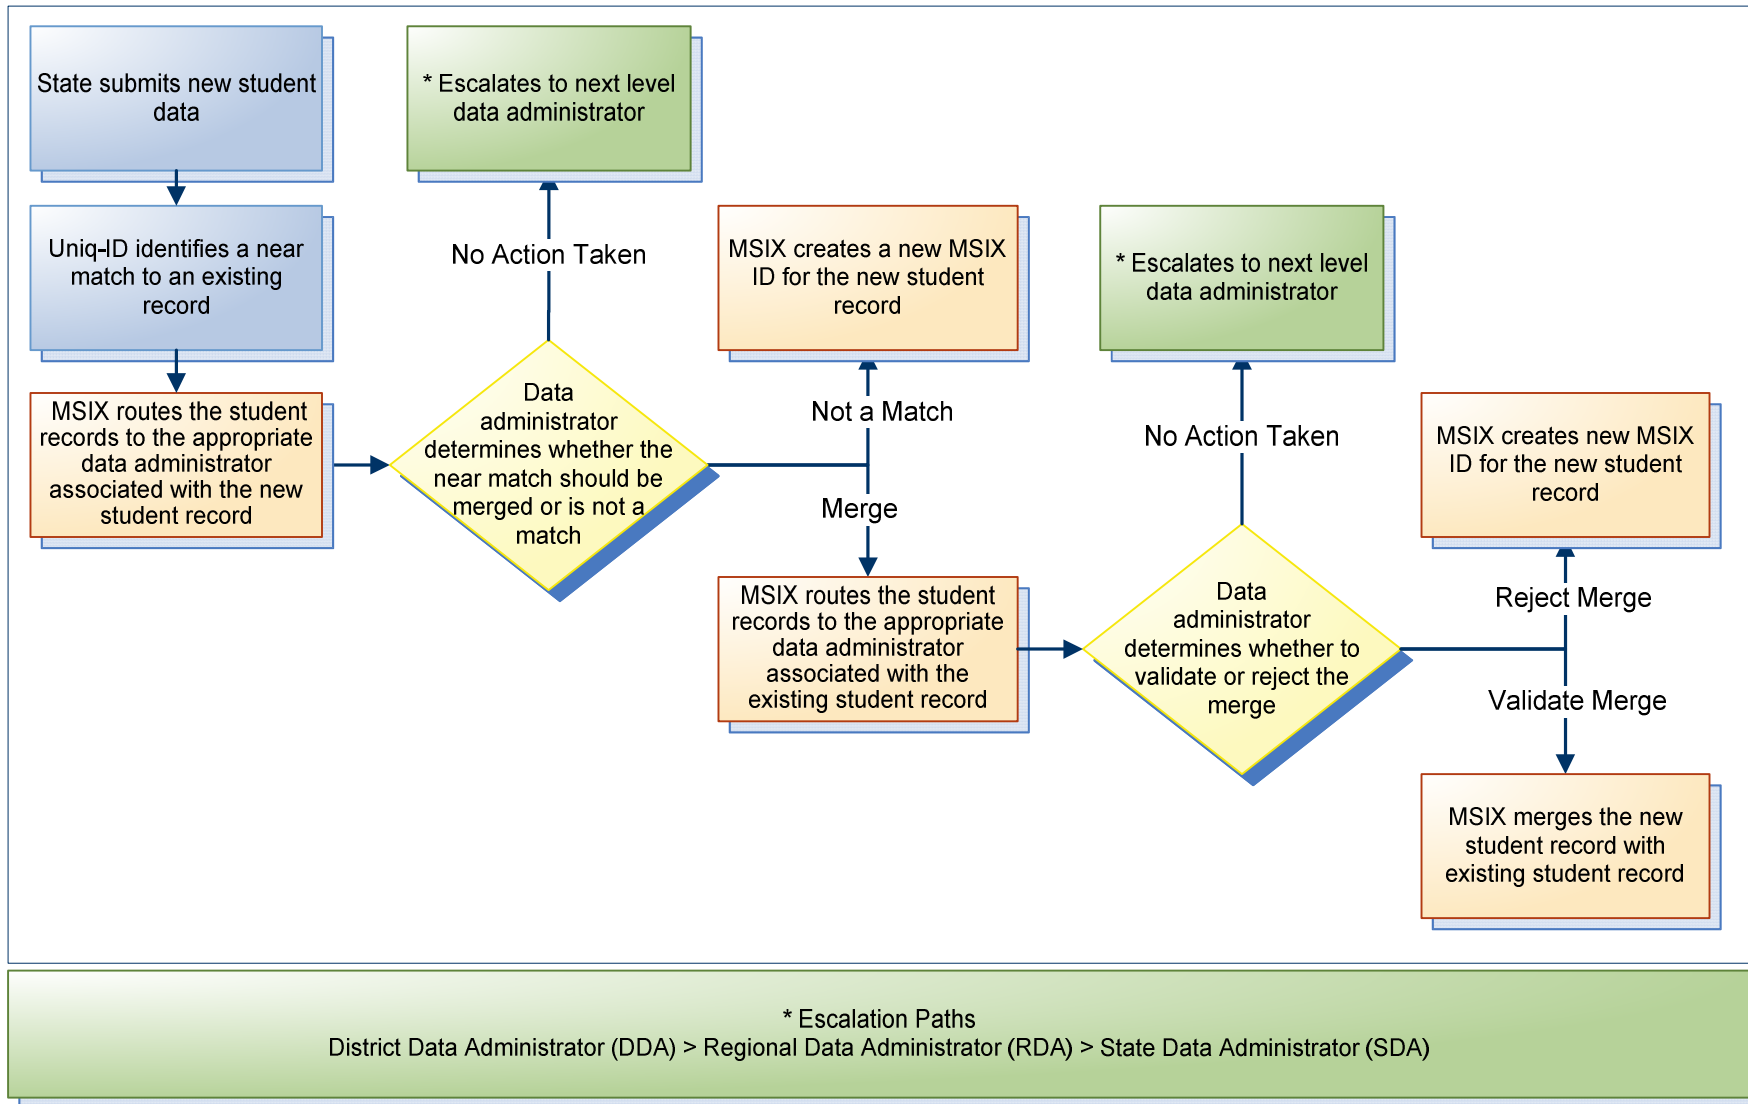 State submits new student
data
* Escalates to next level
data administrator
Uniq-ID identifies a near
match to an existing
record
No Action Taken
MSIX creates a new MSIX
ID for the new student
record
* Escalates to next level
data administrator
MSIX routes the student
records to the appropriate
data administrator
associated with the new
student record
Data
administrator
determines whether the
near match should be
merged or is not a
match
Not a Match
Merge
No Action Taken
MSIX creates new MSIX
ID for the new student
record
MSIX routes the student
records to the appropriate
data administrator
associated with the
existing student record
Data
administrator
determines whether to
validate or reject the
merge
Reject Merge
Validate Merge
MSIX merges the new
student record with
existing student record
* Escalation Paths
District Data Administrator (DDA) > Regional Data Administrator (RDA) > State Data Administrator (SDA)